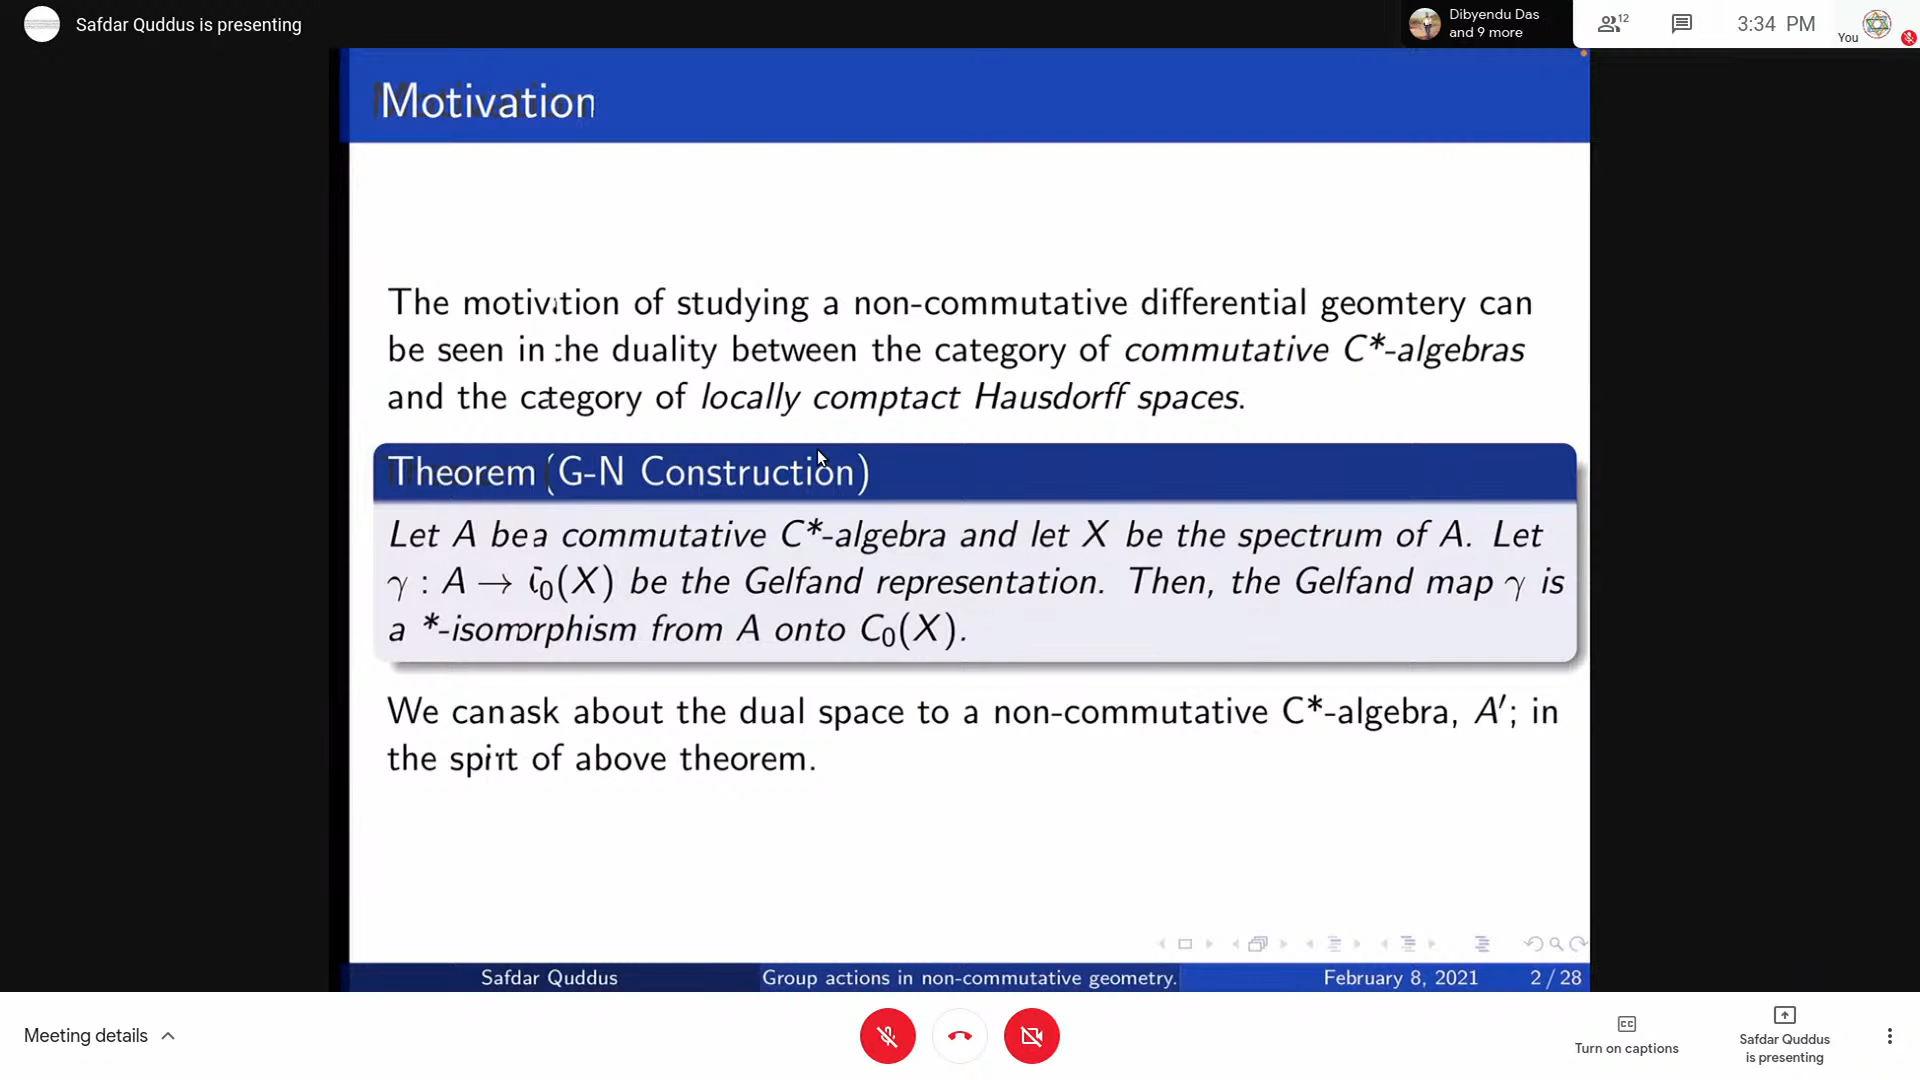 Safdar Quddus is presenting
Dibyendu Das
and 9 more
12
3:34 PM
You
Motivation
The motivation of studying a non-commutative differential geomtery can
be seen in the duality between the category of commutative C*-algebras
and the category of locally comptact Hausdorff spaces.
Theorem (G-N Construction)
Let A be a commutative C*-algebra and let X be the spectrum of A. Let
γ : A → C₀(X) be the Gelfand representation. Then, the Gelfand map γ is
a *-isomorphism from A onto C₀(X).
We can ask about the dual space to a non-commutative C*-algebra, A′; in
the spirit of above theorem.
Safdar Quddus
Group actions in non-commutative geometry.
February 8, 2021
2 / 28
Meeting details
CC
Turn on captions
Safdar Quddus
is presenting